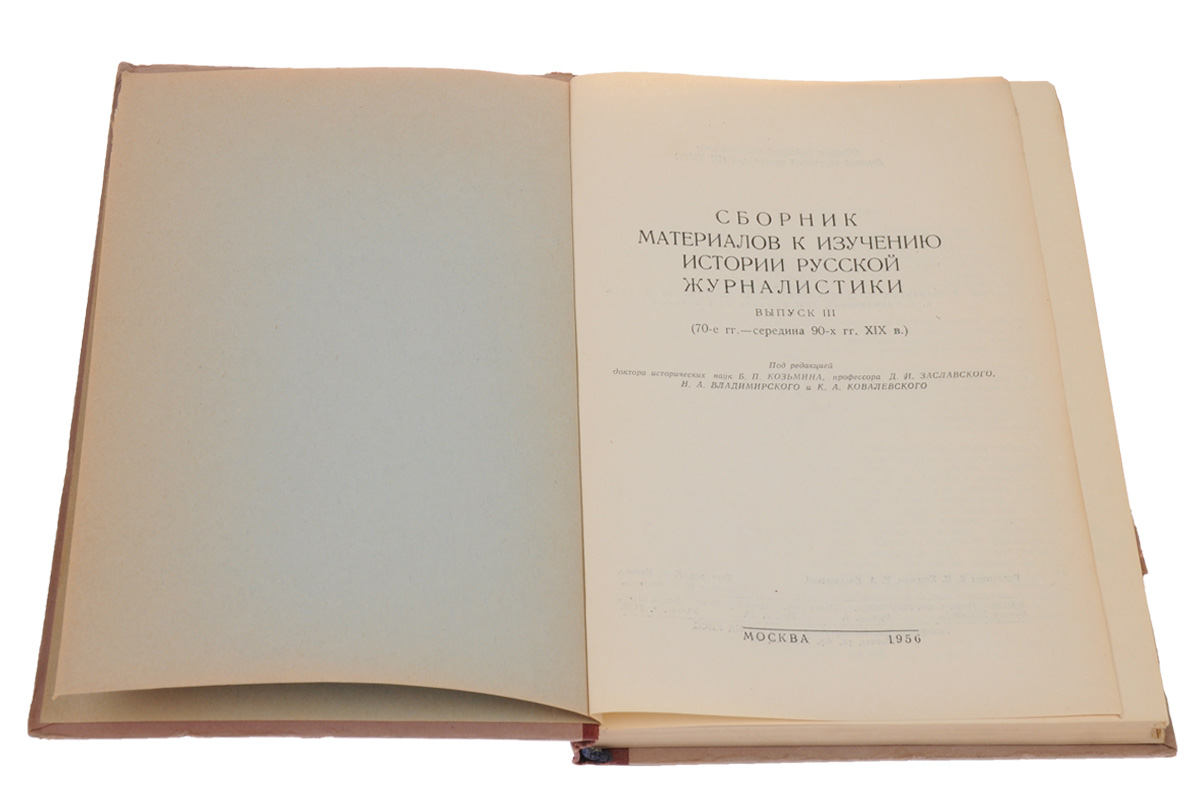 СБОРНИК
МАТЕРИАЛОВ К ИЗУЧЕНИЮ
ИСТОРИИ РУССКОЙ
ЖУРНАЛИСТИКИ
ВЫПУСК III
(70-е гг.—середина 90-х гг. XIX в.)
Под редакцией
доктора исторических наук Б. П. КОЗЬМИНА, профессора Д. И. ЗАСЛАВСКОГО,
Н. А. ВЛАДИМИРСКОГО и К. А. КОВАЛЕВСКОГО
МОСКВА 1956